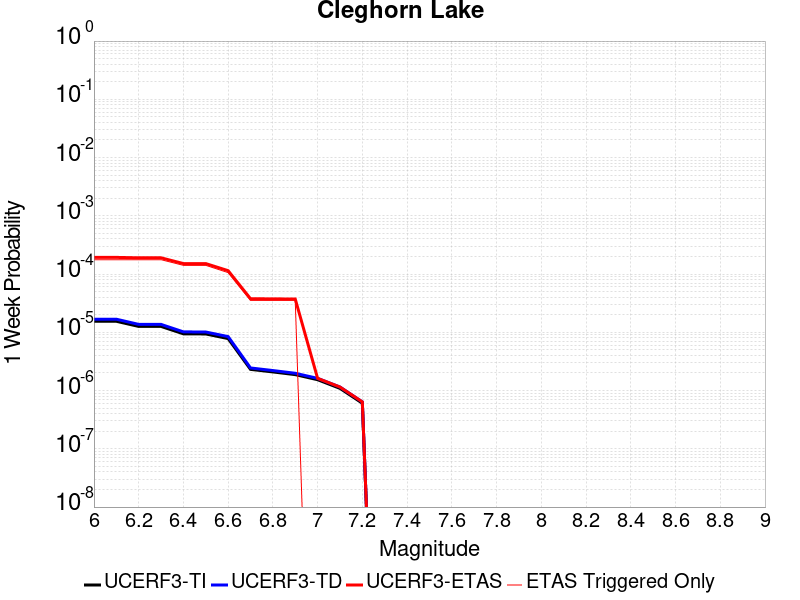 Cleghorn Lake
10^0
10^-1
10^-2
10^-3
10^-4
10^-5
10^-6
10^-7
10^-8
1 Week Probability
6 6.2 6.4 6.6 6.8 7 7.2 7.4 7.6 7.8 8 8.2 8.4 8.6 8.8 9
Magnitude
UCERF3-TI UCERF3-TD UCERF3-ETAS ETAS Triggered Only